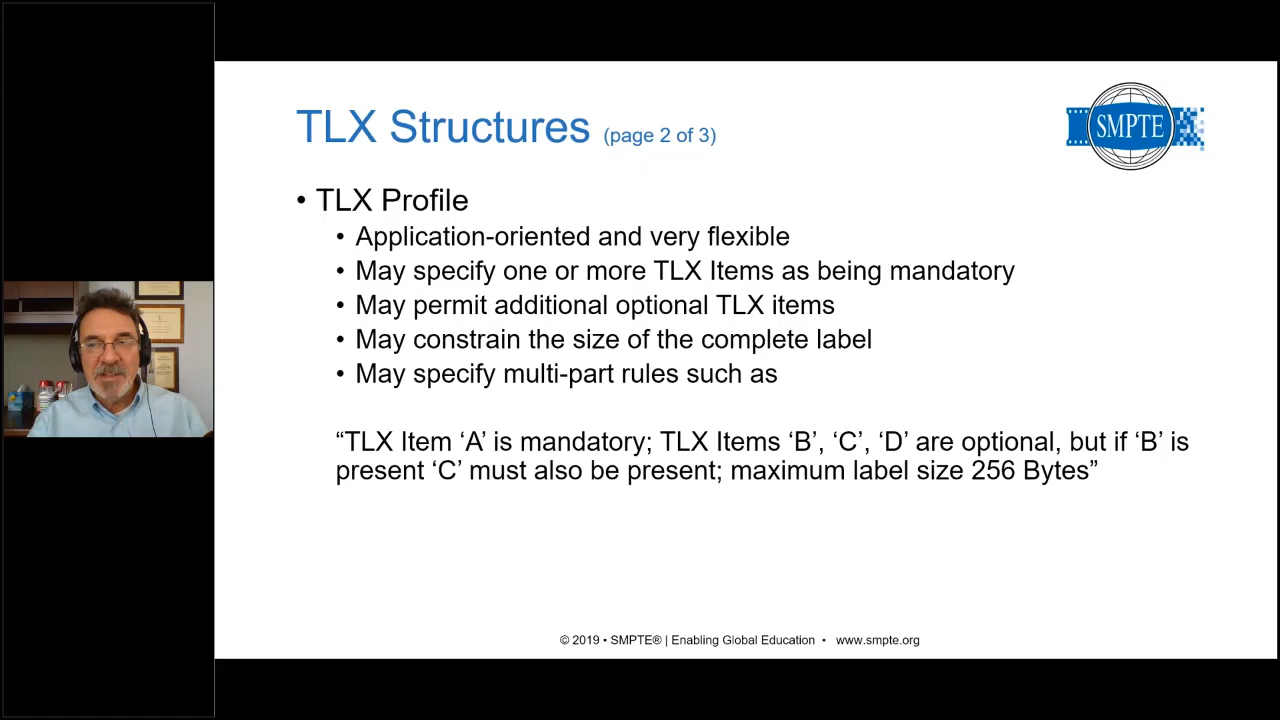 TLX Structures (page 2 of 3)
SMPTE
• TLX Profile
• Application-oriented and very flexible
• May specify one or more TLX Items as being mandatory
• May permit additional optional TLX items
• May constrain the size of the complete label
• May specify multi-part rules such as
“TLX Item ‘A’ is mandatory; TLX Items ‘B’, ‘C’, ‘D’ are optional, but if ‘B’ is
present ‘C’ must also be present; maximum label size 256 Bytes”
© 2019 • SMPTE® | Enabling Global Education • www.smpte.org